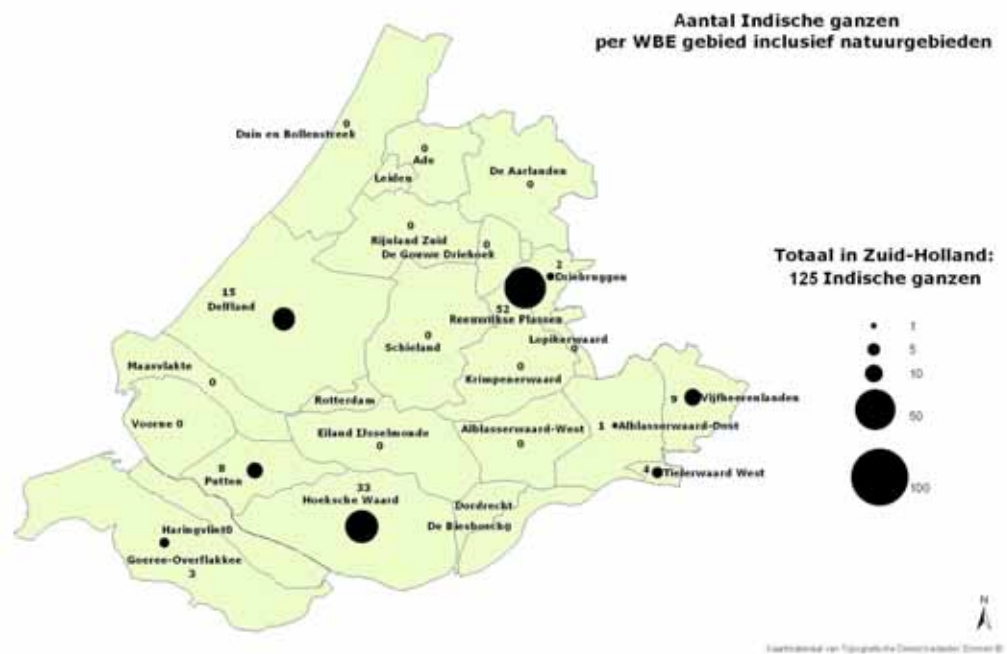 Aantal Indische ganzen
per WBE gebied inclusief natuurgebieden
0
Duin en Bollenstreek
0
Ade
Leiden
De Aarlanden
0
0
Rijnland Zuid
0
De Gouwe Driehoek
2
Driebruggen
Totaal in Zuid-Holland:
125 Indische ganzen
15
Delfland
52
Reeuwijkse Plassen
1
5
10
50
100
0
Schieland
Lopikerwaard
0
Maasvlakte
0
0
Krimpenerwaard
Rotterdam
9
Vijfheerenlanden
Voorne 0
Eiland IJsselmonde
0
Alblasserwaard-West
0
1
Alblasserwaard-Oost
8
Putten
4
Tielerwaard West
33
Hoeksche Waard
Dordrecht
De Biesbosch 0
Haringvliet 0
Goeree-Overflakkee
3
N